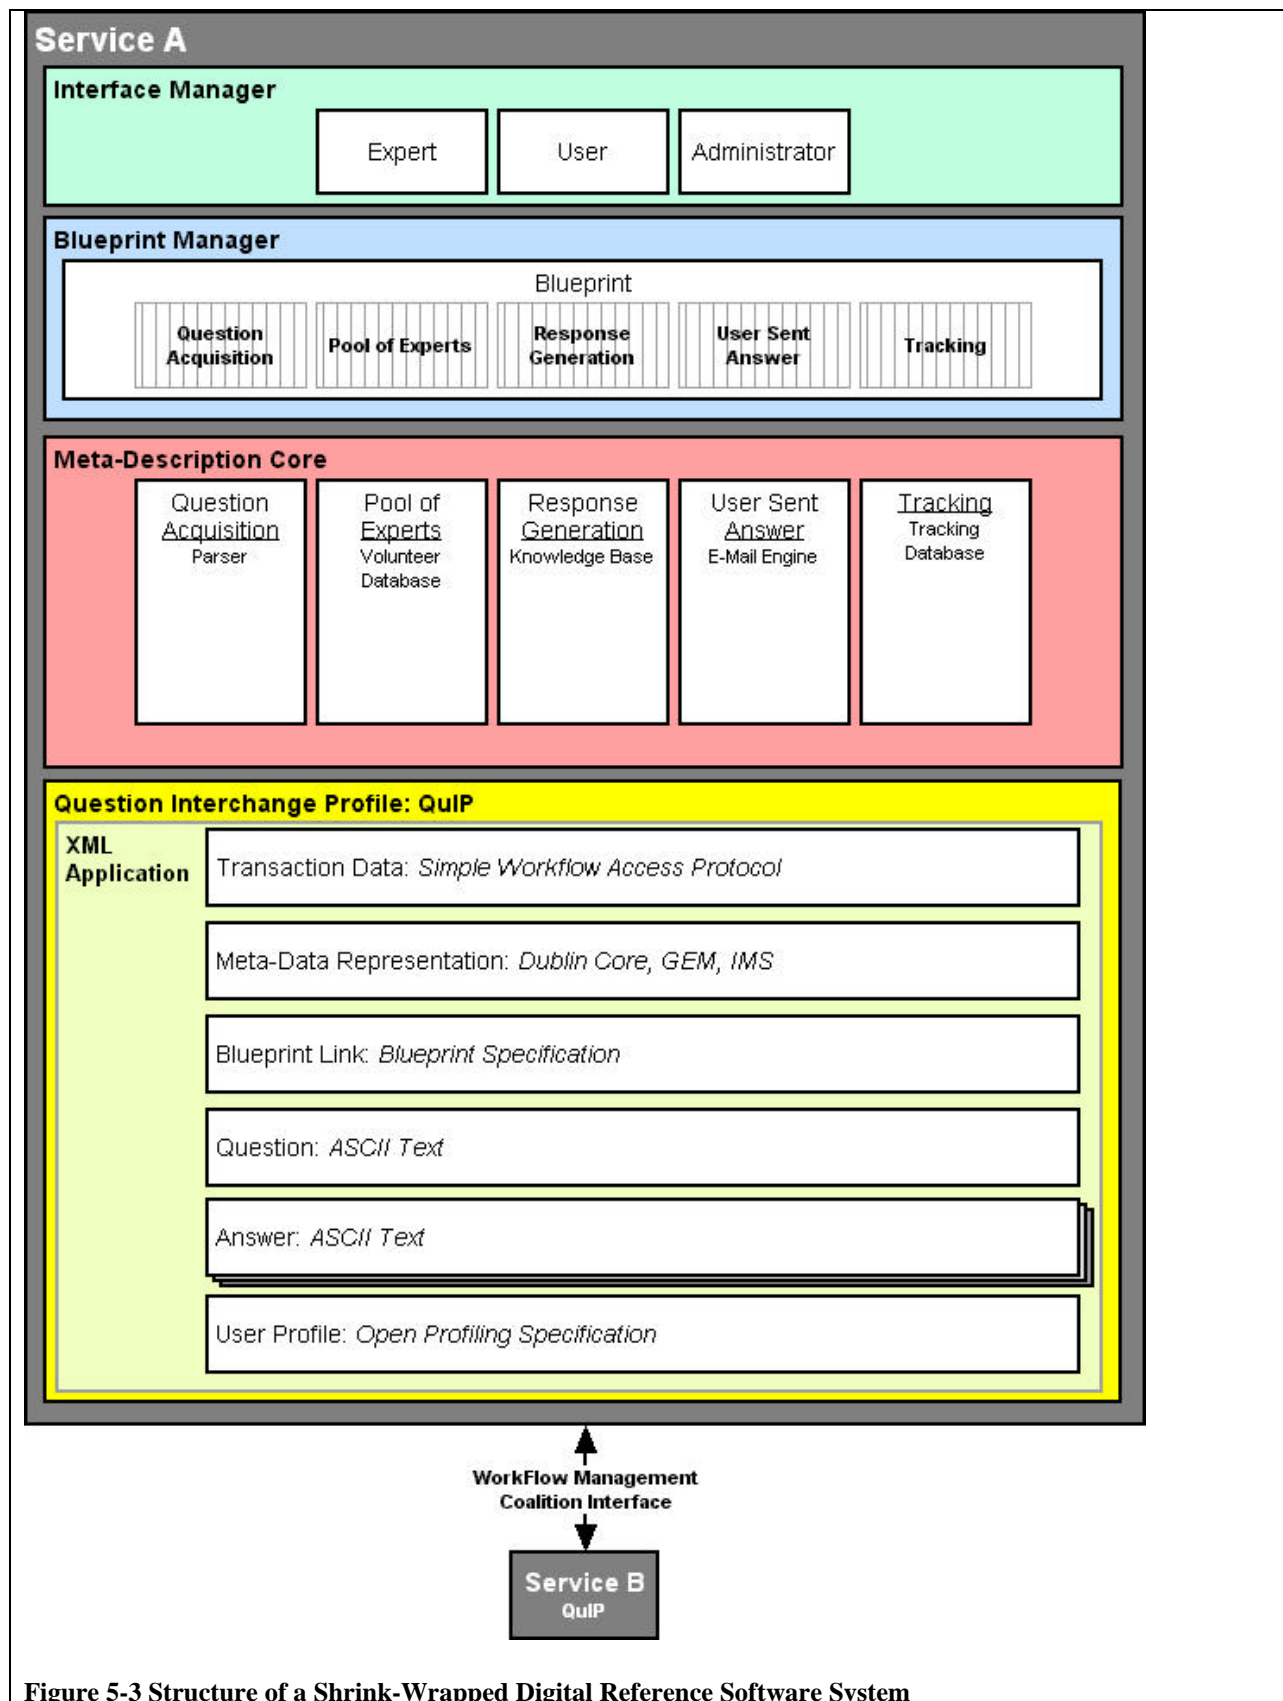 Service A
Interface Manager
Expert
User
Administrator
Blueprint Manager
Blueprint
Question
Acquisition
Pool of Experts
Response
Generation
User Sent
Answer
Tracking
Meta-Description Core
Question
Acquisition
Parser
Pool of
Experts
Volunteer
Database
Response
Generation
Knowledge Base
User Sent
Answer
E-Mail Engine
Tracking
Tracking
Database
Question Interchange Profile: QuIP
XML
Application
Transaction Data: Simple Workflow Access Protocol
Meta-Data Representation: Dublin Core, GEM, IMS
Blueprint Link: Blueprint Specification
Question: ASCII Text
Answer: ASCII Text
User Profile: Open Profiling Specification
WorkFlow Management
Coalition Interface
Service B
QuIP
Figure 5-3 Structure of a Shrink-Wrapped Digital Reference Software System